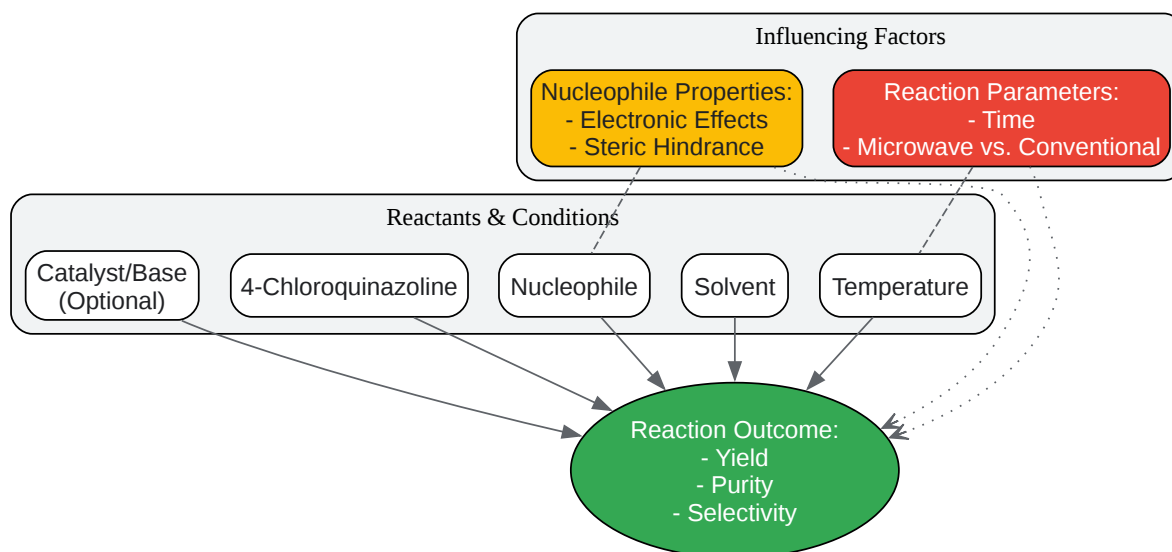 Influencing Factors
Nucleophile Properties:
- Electronic Effects
- Steric Hindrance
Reaction Parameters:
- Time
- Microwave vs. Conventional
Reactants & Conditions
Catalyst/Base
(Optional)
4-Chloroquinazoline
Nucleophile
Solvent
Temperature
Reaction Outcome:
- Yield
- Purity
- Selectivity